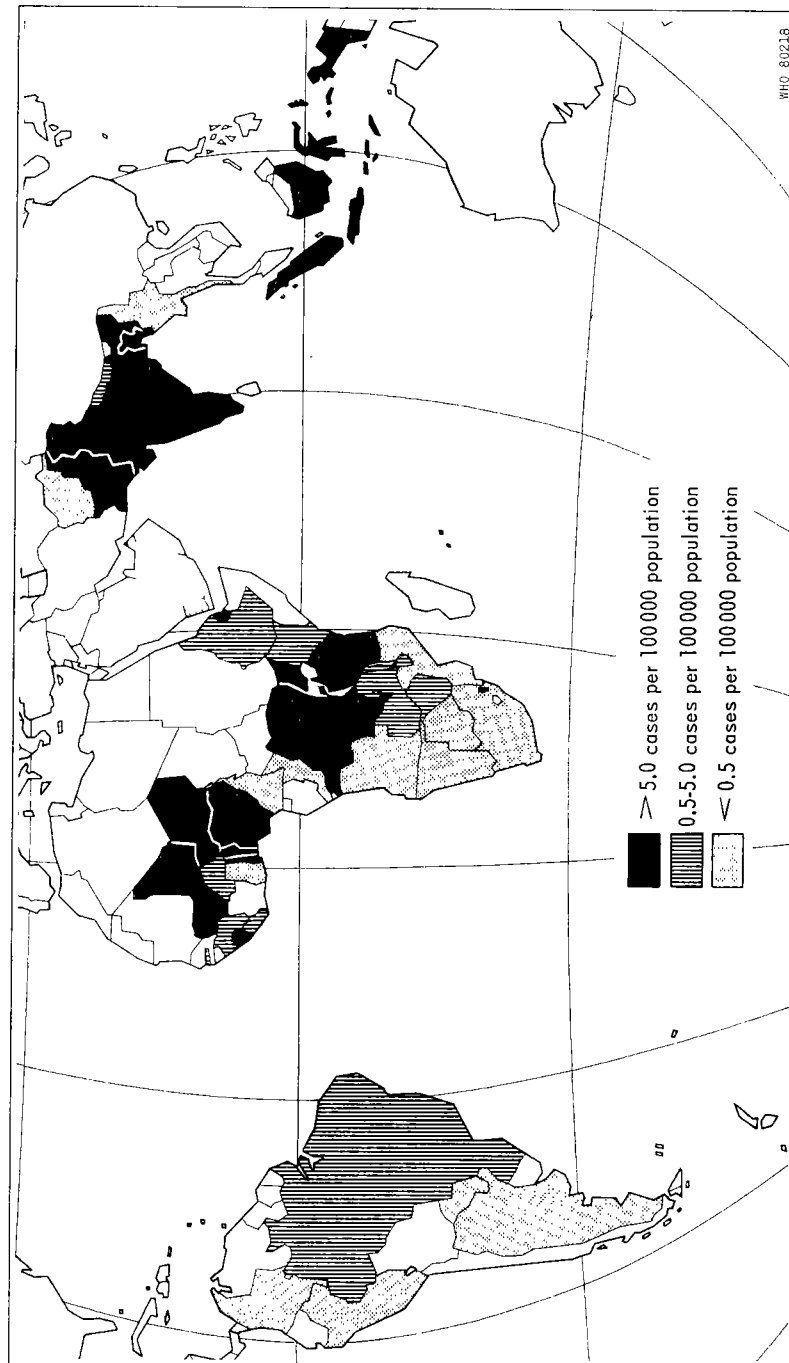 > 5.0 cases per 100 000 population
0.5-5.0 cases per 100 000 population
< 0.5 cases per 100 000 population
WHO 80218